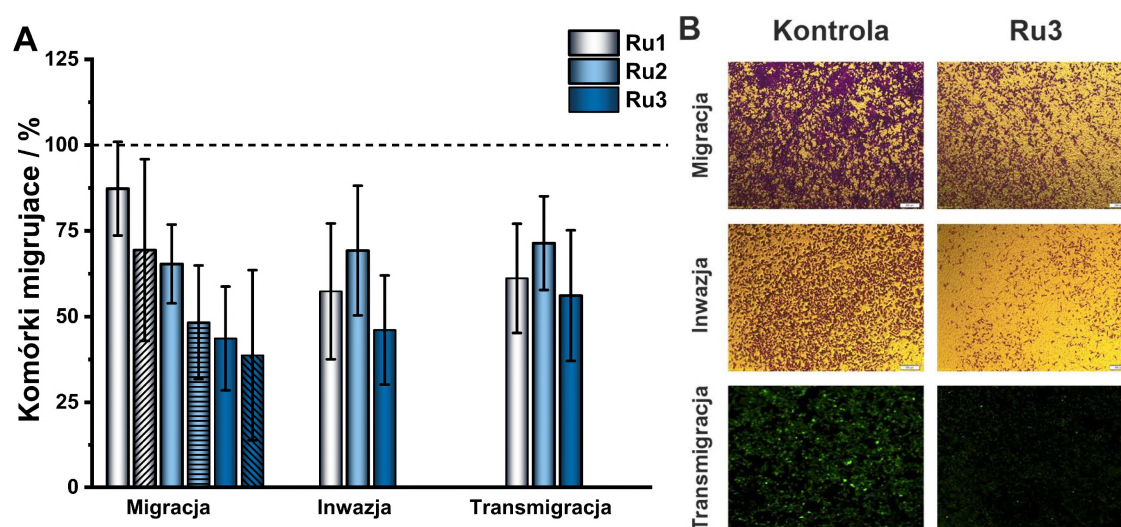 A
Ru1
Ru2
Ru3
Komórki migrujace / %
125
100
75
50
25
0
Migracja
Inwazja
Transmigracja
B
Kontrola
Ru3
Migracja
Inwazja
Transmigracja